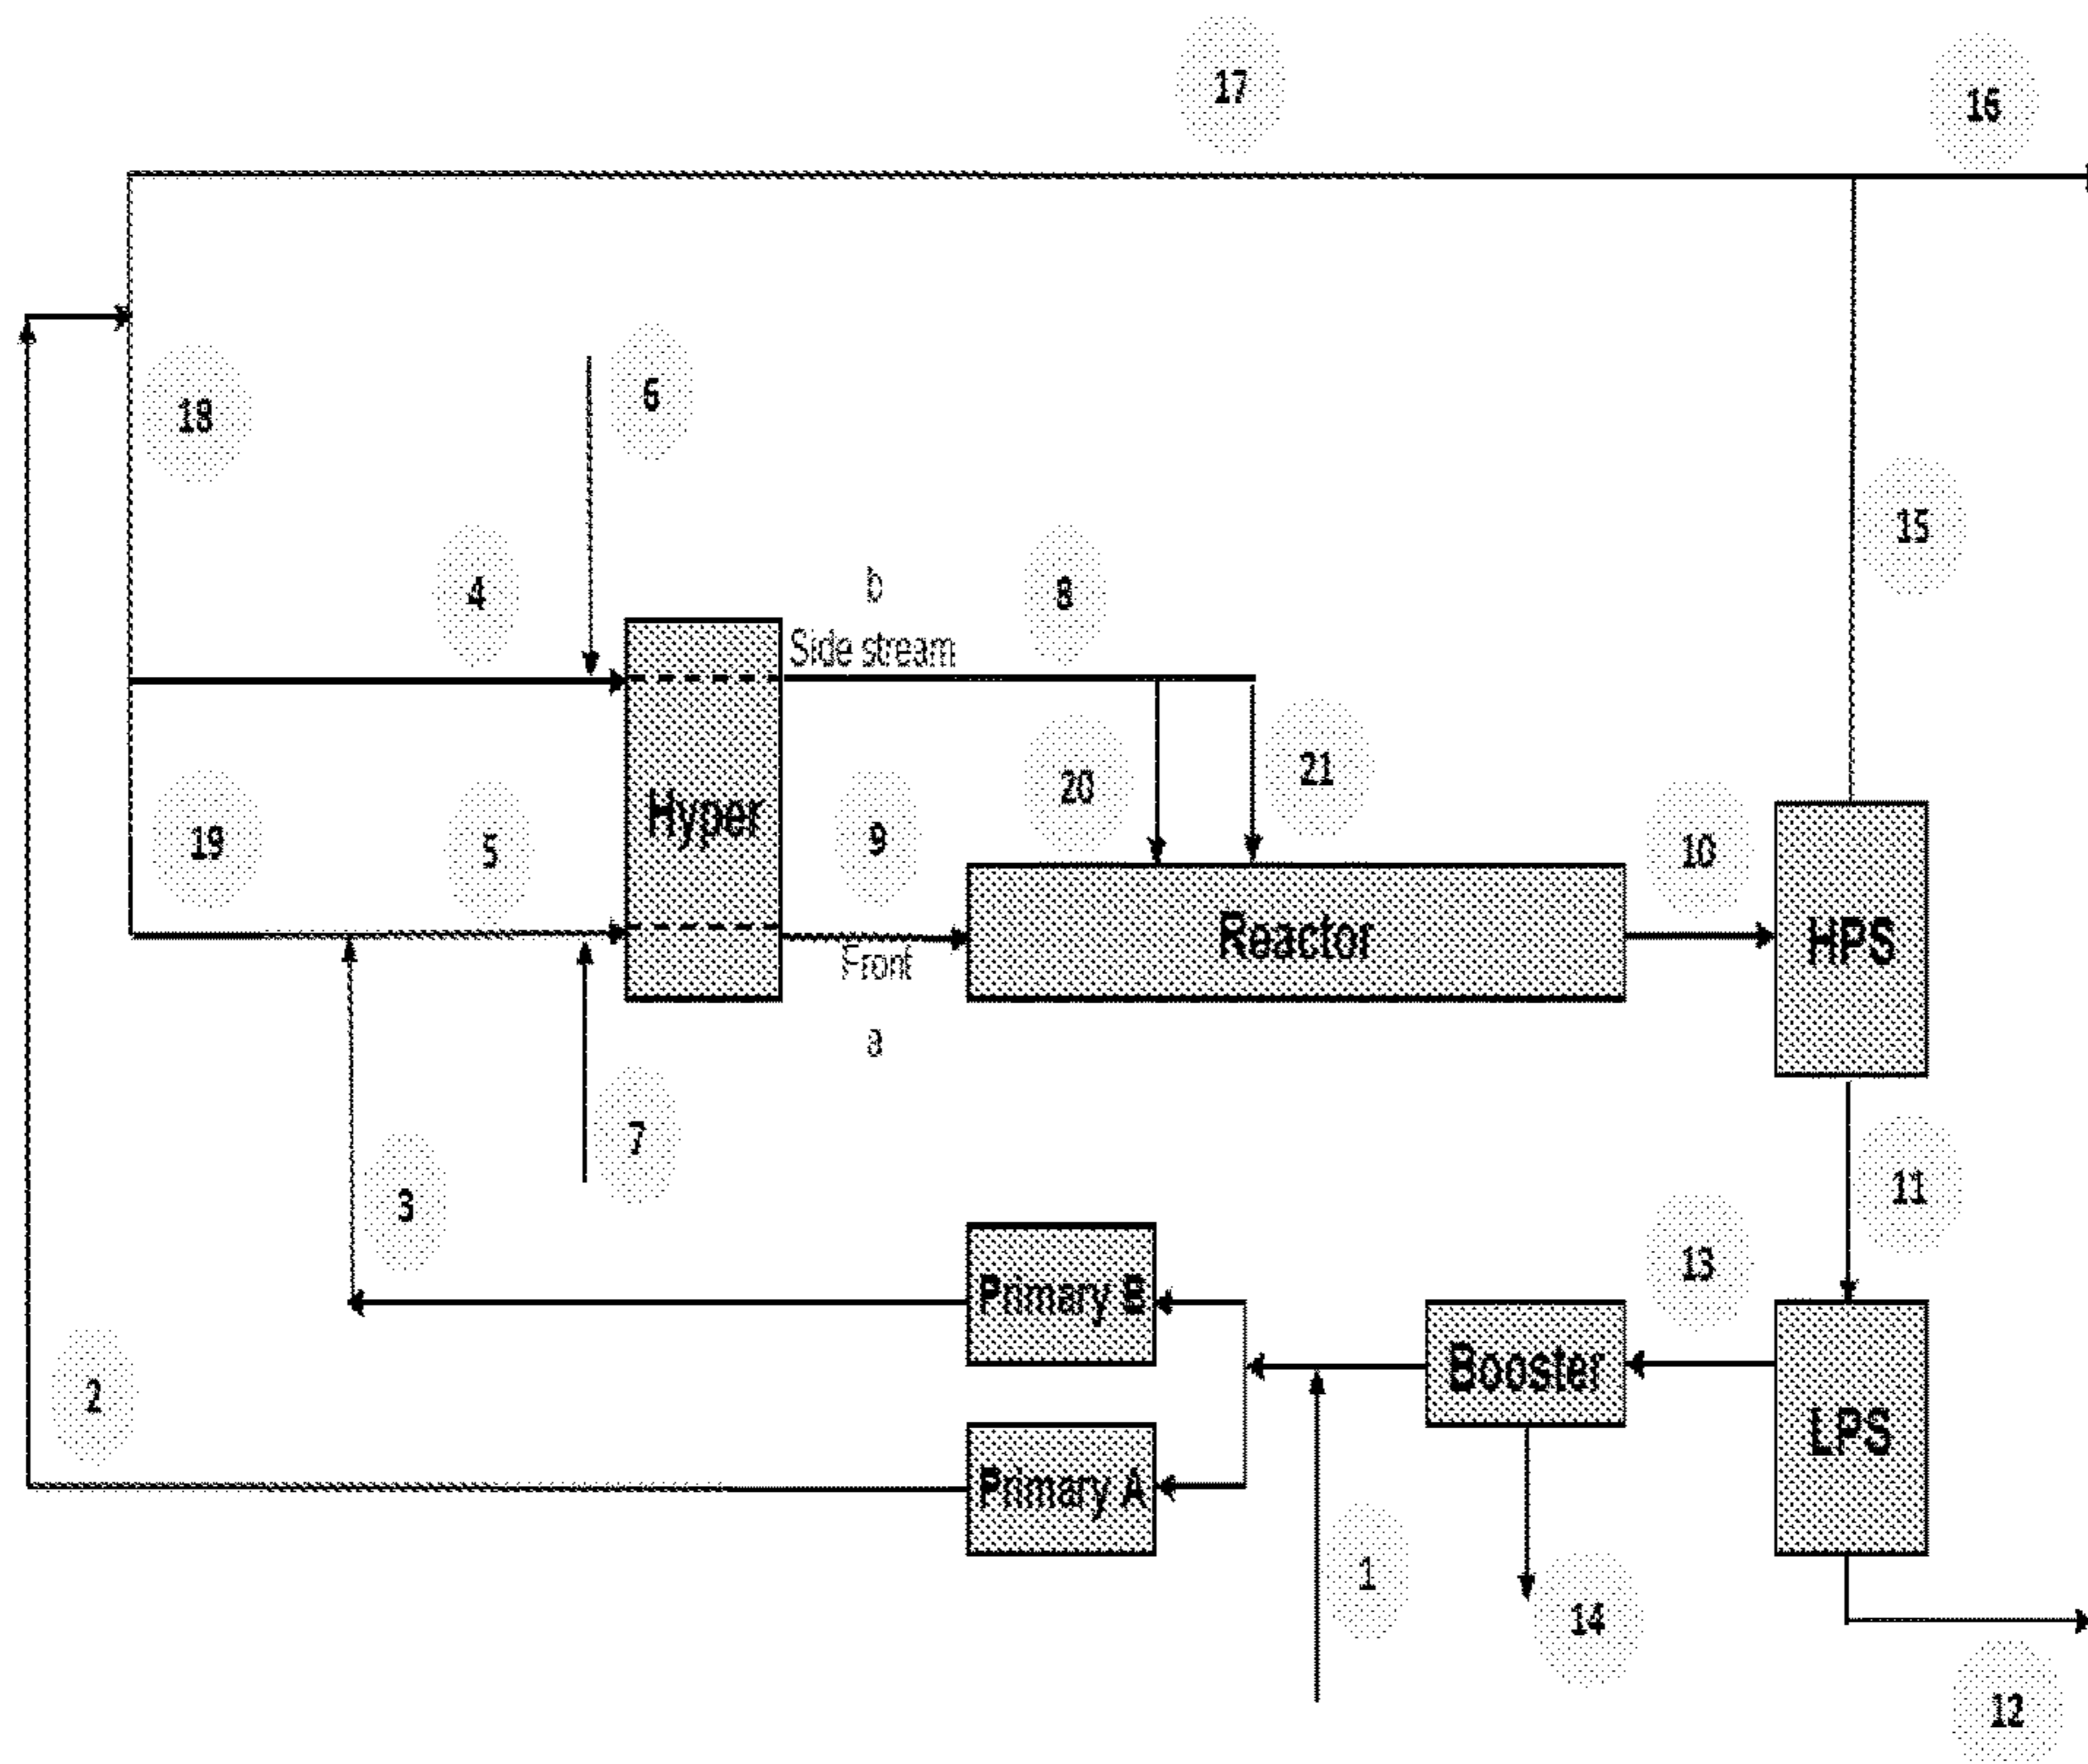 17
16
18
6
4
b
8
15
Side stream
20
21
Hyper
19
5
9
10
Reactor
HPS
Front
a
7
3
11
13
Primary B
2
Booster
LPS
Primary A
1
14
12